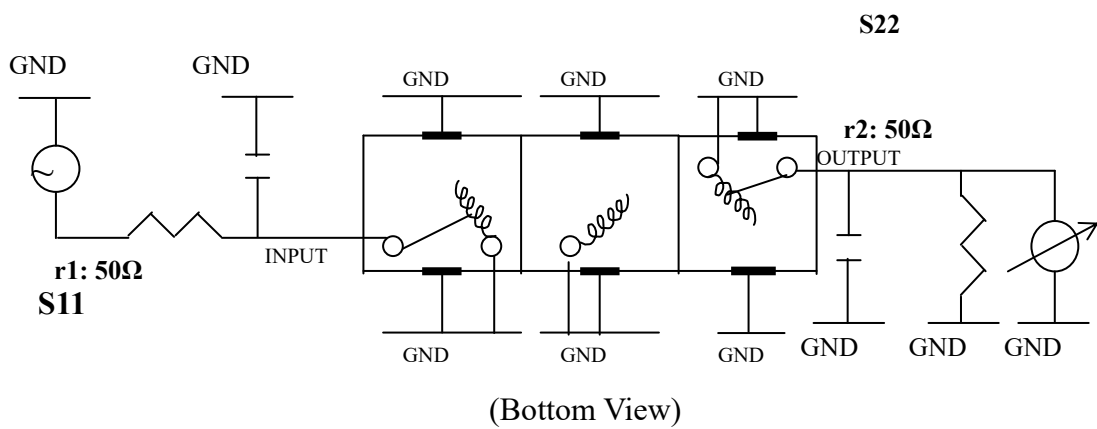 S22
GND
GND
GND
GND
GND
r2: 50Ω
OUTPUT
INPUT
r1: 50Ω
S11
GND
GND
GND
GND
GND
GND
(Bottom View)